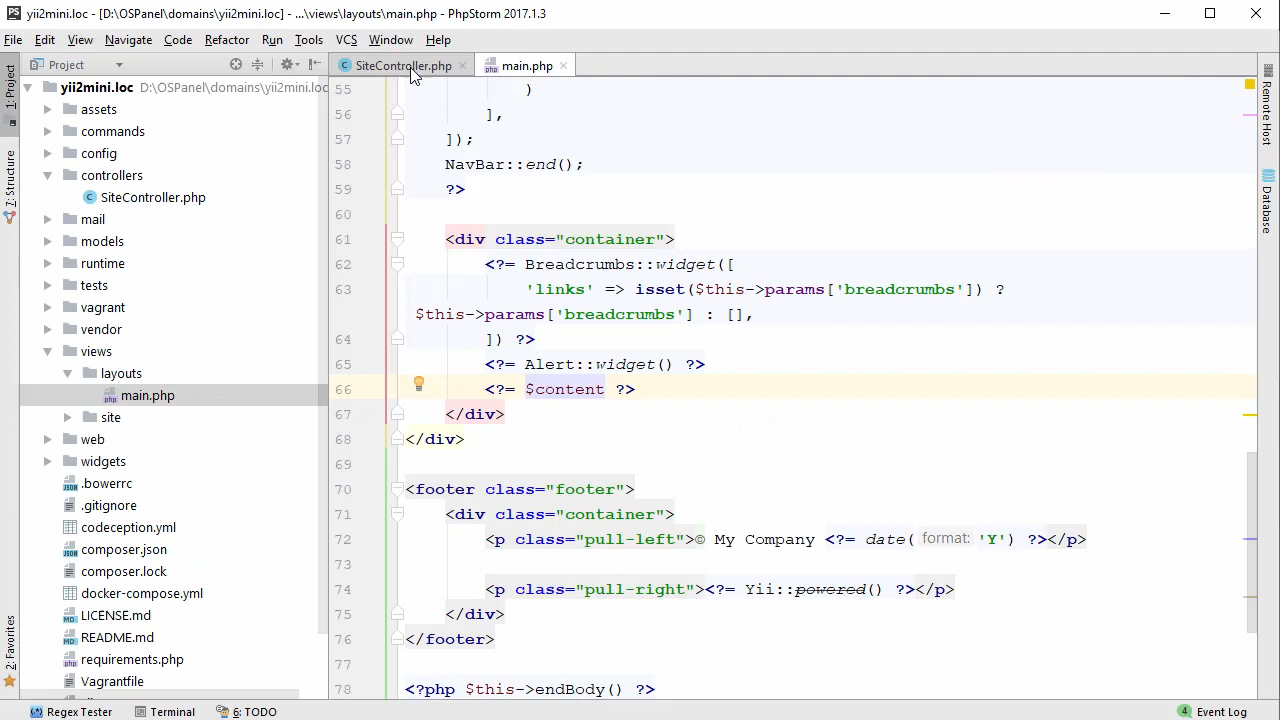 yii2mini.loc - [D:\OSPanel\domains\yii2mini.loc] - ...\views\layouts\main.php - PhpStorm 2017.1.3
File Edit View Navigate Code Refactor Run Tools VCS Window Help
Project
SiteController.php
main.php
1: Project
7: Structure
2: Favorites
yii2mini.loc D:\OSPanel\domains\yii2mini.loc
assets
commands
config
controllers
SiteController.php
mail
models
runtime
tests
vagrant
vendor
views
layouts
main.php
site
web
widgets
.bowerrc
.gitignore
codeception.yml
composer.json
composer.lock
docker-compose.yml
LICENSE.md
README.md
requirements.php
Vagrantfile
55 )
56 ],
57 ]);
58 NavBar::end();
59 ?>
60
61 <div class="container">
62 <?= Breadcrumbs::widget([
63 'links' => isset($this->params['breadcrumbs']) ?
$this->params['breadcrumbs'] : [],
64 ]) ?>
65 <?= Alert::widget() ?>
66 <?= $content ?>
67 </div>
68 </div>
69
70 <footer class="footer">
71 <div class="container">
72 <p class="pull-left">© My Company <?= date( format: 'Y') ?></p>
73
74 <p class="pull-right"><?= Yii::powered() ?></p>
75 </div>
76 </footer>
77
78 <?php $this->endBody() ?>
Remote Host
Database
Regex Tester
Terminal
6: TODO
4 Event Log